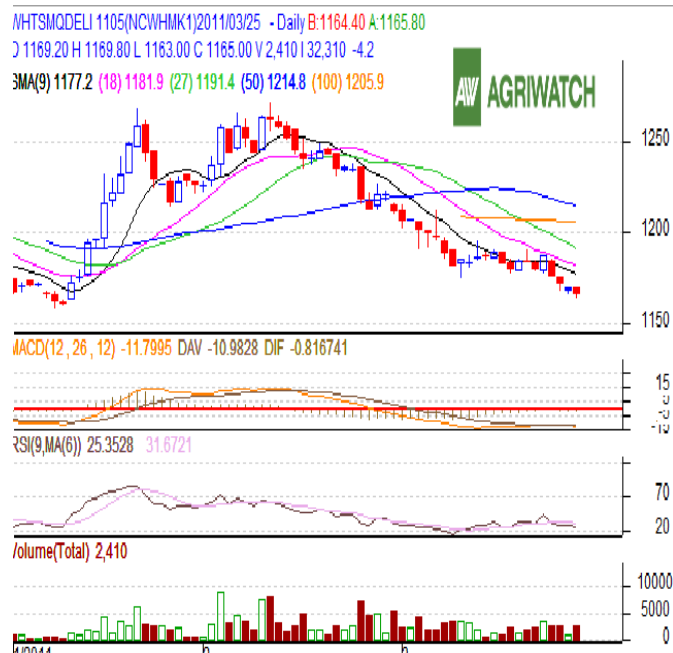 WHTSMQDELI 1105(NCWHMK1)2011/03/25 - Daily B:1164.40 A:1165.80
O 1169.20 H 1169.80 L 1163.00 C 1165.00 V 2,410 I 32,310 -4.2
SMA(9) 1177.2 (18) 1181.9 (27) 1191.4 (50) 1214.8 (100) 1205.9
AW AGRIWATCH
1250
1200
1150
MACD(12 , 26 , 12) -11.7995 DAV -10.9828 DIF -0.816741
15
5
-5
RSI(9,MA(6)) 25.3528 31.6721
70
20
Volume(Total) 2,410
10000
5000
0